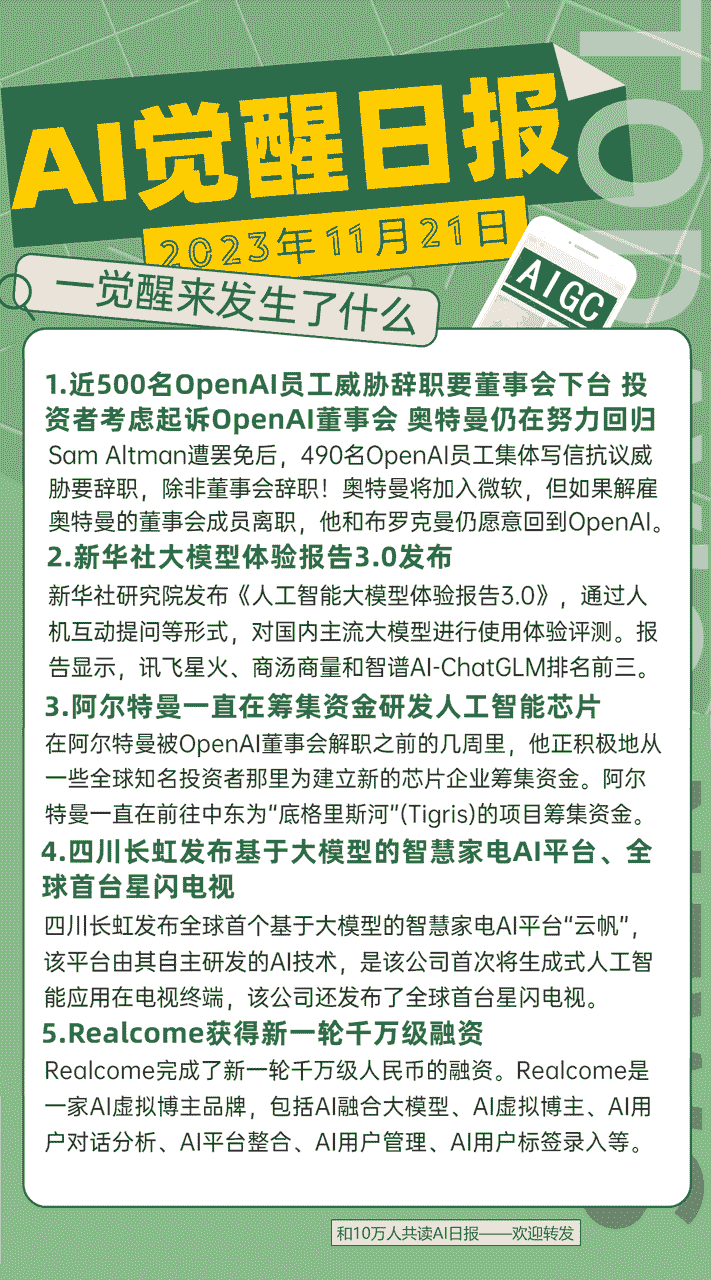 AI觉醒日报
2023年11月21日
一觉醒来发生了什么
AIGC
1.近500名OpenAI员工威胁辞职要董事会下台 投
资者考虑起诉OpenAI董事会 奥特曼仍在努力回归
Sam Altman遭罢免后，490名OpenAI员工集体写信抗议威
胁要辞职，除非董事会辞职！奥特曼将加入微软，但如果解雇
奥特曼的董事会成员离职，他和布罗克曼仍愿意回到OpenAI。
2.新华社大模型体验报告3.0发布
新华社研究院发布《人工智能大模型体验报告3.0》，通过人
机互动提问等形式，对国内主流大模型进行使用体验评测。报
告显示，讯飞星火、商汤商量和智谱AI-ChatGLM排名前三。
3.阿尔特曼一直在筹集资金研发人工智能芯片
在阿尔特曼被OpenAI董事会解职之前的几周里，他正积极地从
一些全球知名投资者那里为建立新的芯片企业筹集资金。阿尔
特曼一直在前往中东为“底格里斯河”(Tigris)的项目筹集资金。
4.四川长虹发布基于大模型的智慧家电AI平台、全
球首台星闪电视
四川长虹发布全球首个基于大模型的智慧家电AI平台“云帆”，
该平台由其自主研发的AI技术，是该公司首次将生成式人工智
能应用在电视终端，该公司还发布了全球首台星闪电视。
5.Realcome获得新一轮千万级融资
Realcome完成了新一轮千万级人民币的融资。Realcome是
一家AI虚拟博主品牌，包括AI融合大模型、AI虚拟博主、AI用
户对话分析、AI平台整合、AI用户管理、AI用户标签录入等。
和10万人共读AI日报——欢迎转发